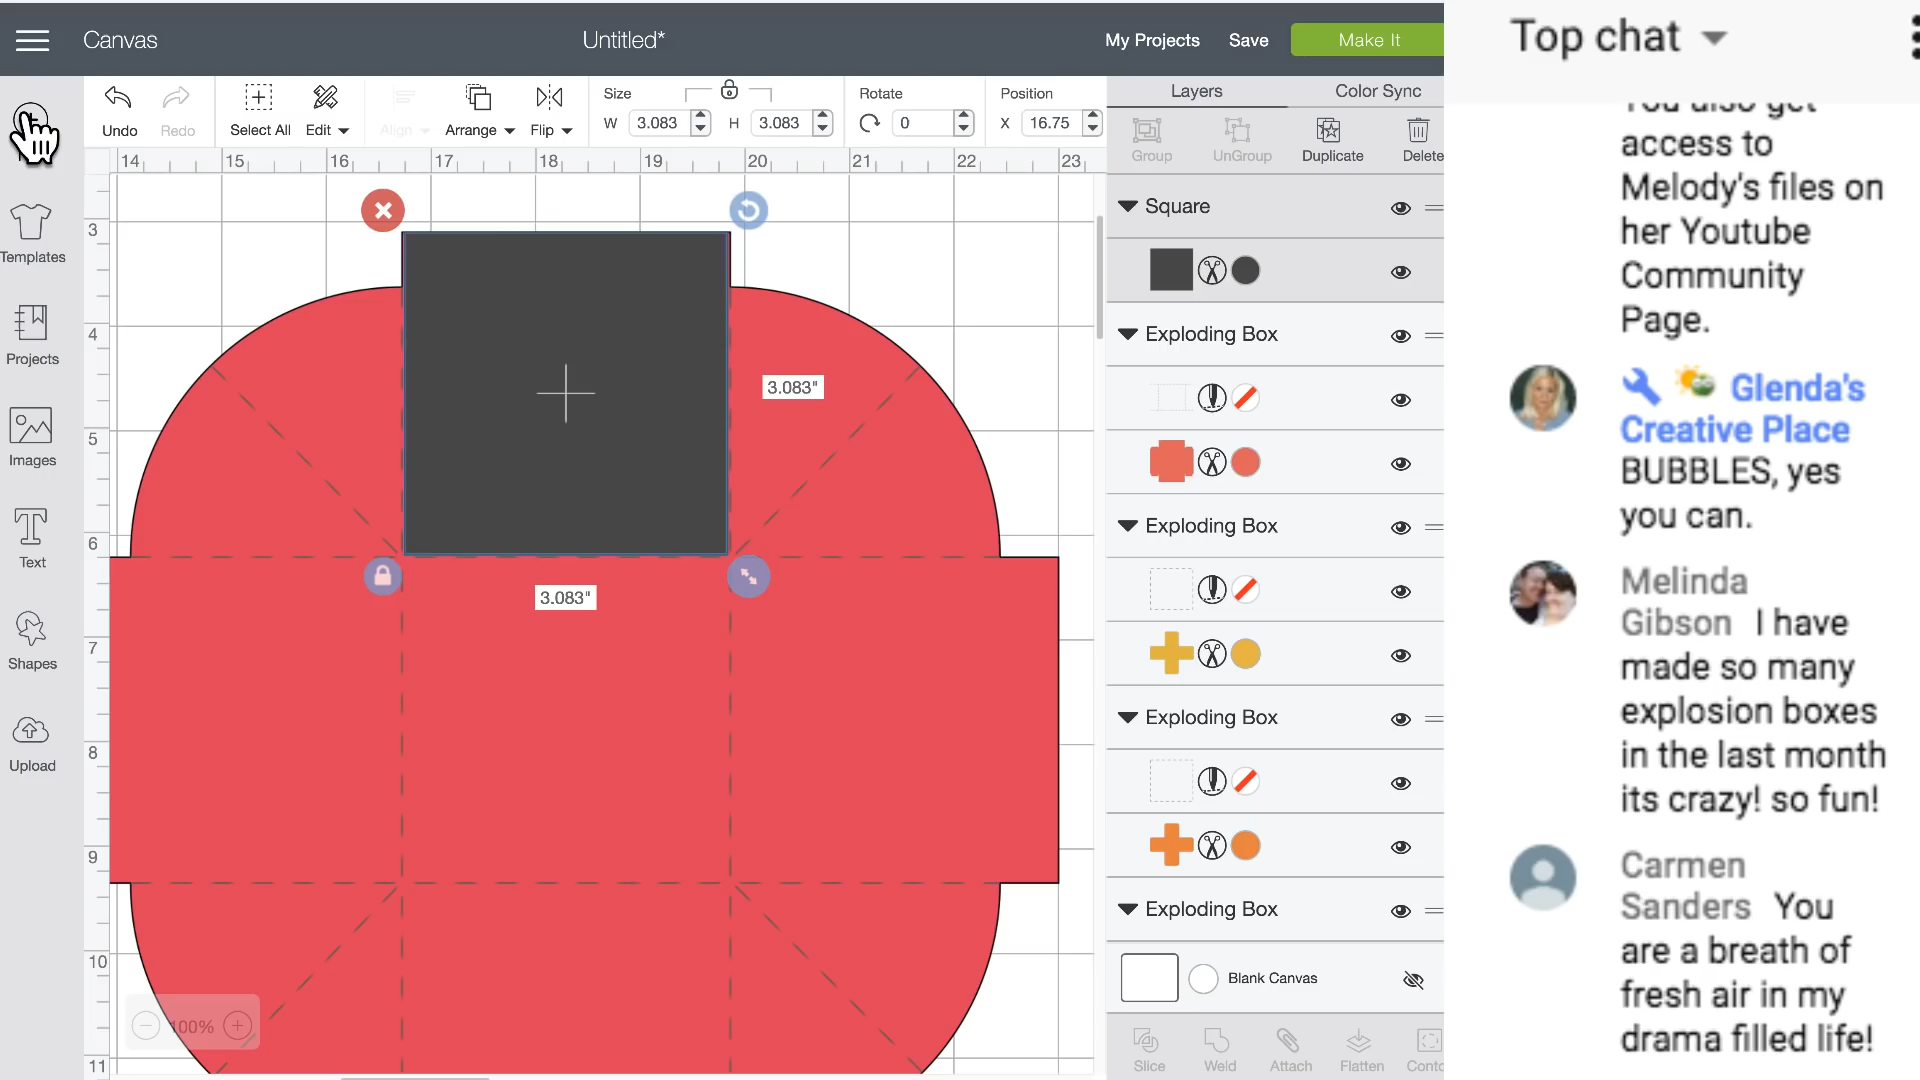 Canvas
Untitled*
My Projects
Save
Make It
Undo
Redo
Select All
Edit
Align
Arrange
Flip
Size
W 3.083
H 3.083
Rotate
0
Position
X 16.75
Layers
Color Sync
Group
UnGroup
Duplicate
Delete
14 15 16 17 18 19 20 21 22 23
3
4
5
6
7
8
9
10
11
Templates
Projects
Images
Text
Shapes
Upload
3.083"
3.083"
100%
Square
Exploding Box
Exploding Box
Exploding Box
Exploding Box
Blank Canvas
Slice
Weld
Attach
Flatten
Conto
Top chat
You also get
access to
Melody's files on
her Youtube
Community
Page.
Glenda's
Creative Place
BUBBLES, yes
you can.
Melinda
Gibson I have
made so many
explosion boxes
in the last month
its crazy! so fun!
Carmen
Sanders You
are a breath of
fresh air in my
drama filled life!